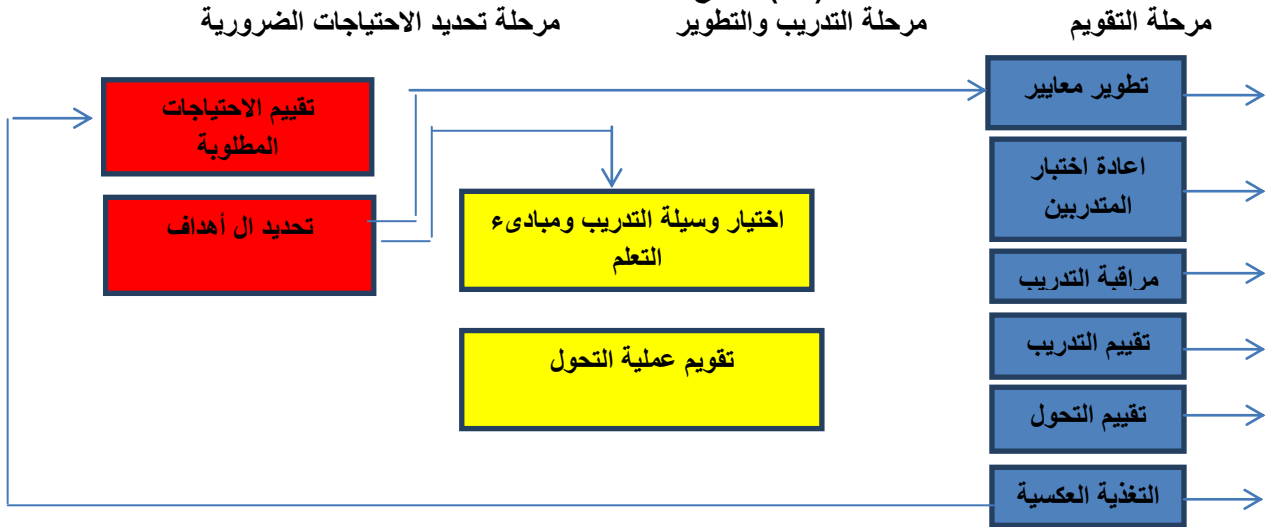 مرحلة التقويم
مرحلة التدريب والتطوير
مرحلة تحديد الاحتياجات الضرورية
تطوير معايير
اعادة اختبار
المتدربين
مراقبة التدريب
تقييم التدريب
تقييم التحول
التغذية العكسية
اختيار وسيلة التدريب ومبادىء
التعلم
تقويم عملية التحول
تقييم الاحتياجات
المطلوبة
تحديد ال أهداف